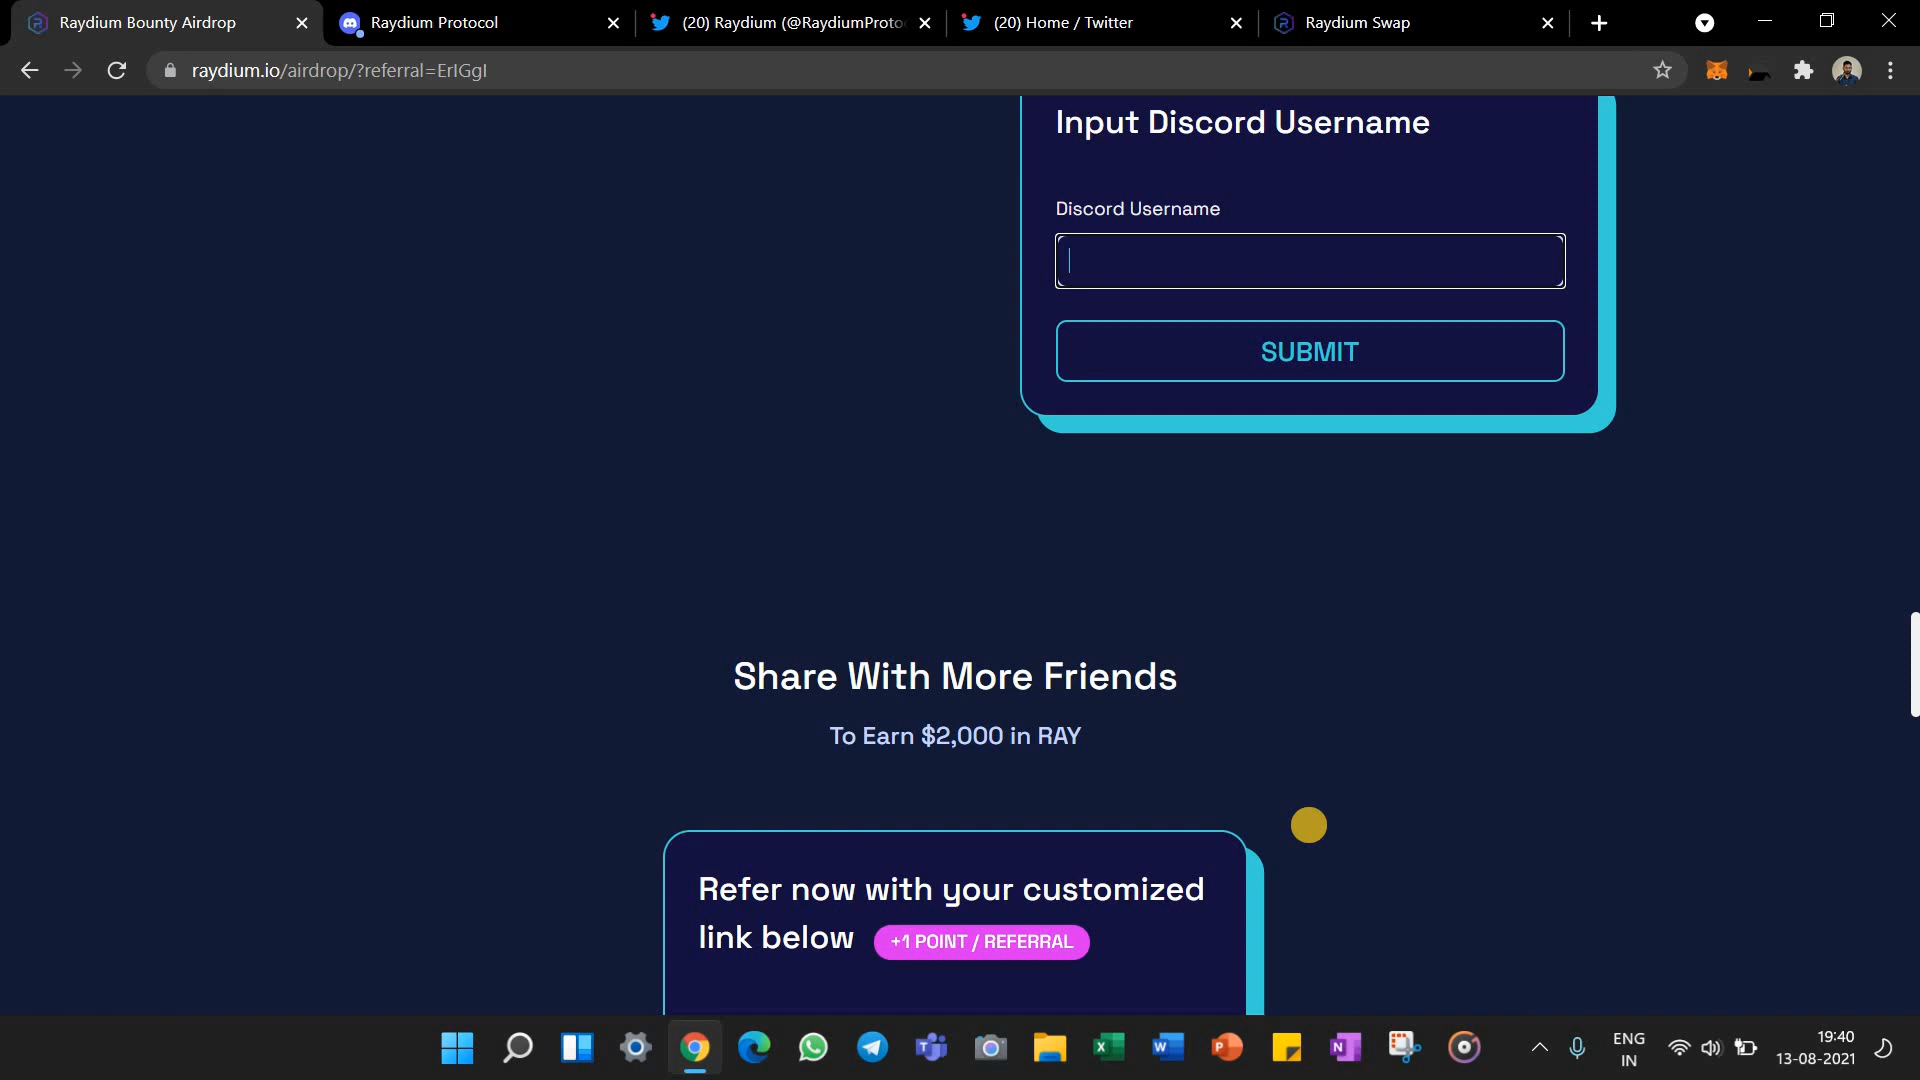 Raydium Bounty Airdrop
Raydium Protocol
(20) Raydium (@RaydiumProto
(20) Home / Twitter
Raydium Swap
raydium.io/airdrop/?referral=ErIGgI
Input Discord Username
Discord Username
SUBMIT
Share With More Friends
To Earn $2,000 in RAY
Refer now with your customized
link below +1 POINT / REFERRAL
ENG
IN
19:40
13-08-2021